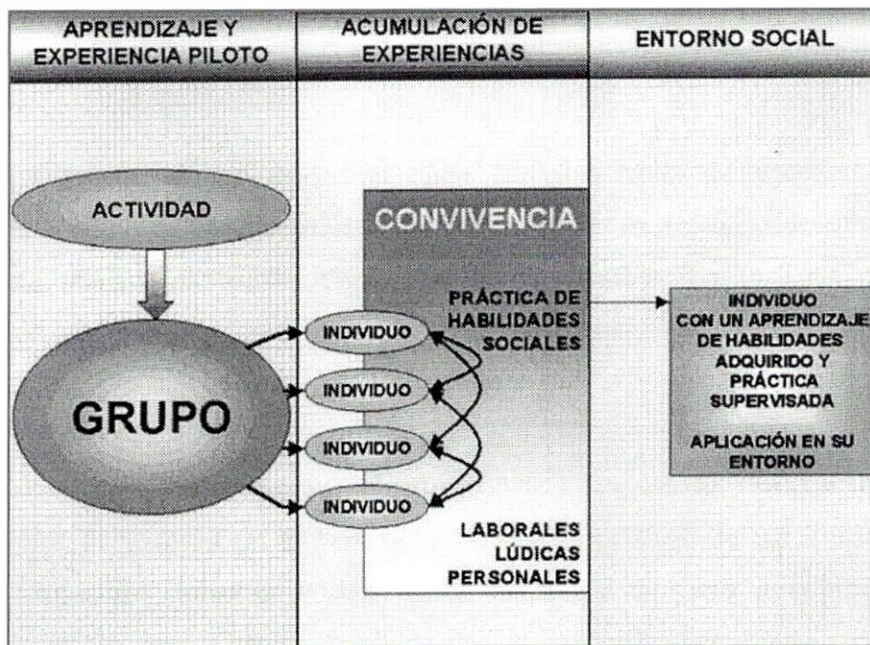 APRENDIZAJE Y
EXPERIENCIA PILOTO
ACUMULACIÓN DE
EXPERIENCIAS
ENTORNO SOCIAL
ACTIVIDAD
GRUPO
CONVIVENCIA
PRÁCTICA DE
HABILIDADES
SOCIALES
INDIVIDUO
INDIVIDUO
INDIVIDUO
INDIVIDUO
LABORALES
LÚDICAS
PERSONALES
INDIVIDUO
CON UN APRENDIZAJE
DE HABILIDADES
ADQUIRIDO Y
PRÁCTICA
SUPERVISADA
APLICACIÓN EN SU
ENTORNO